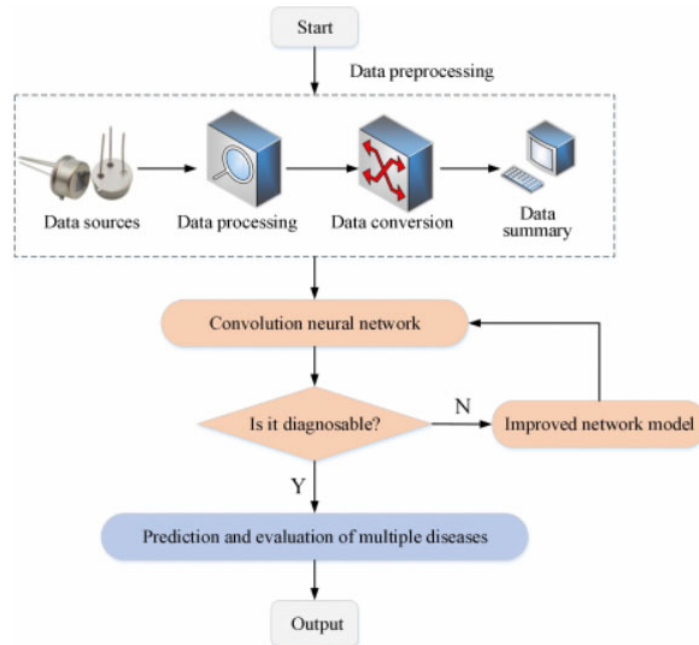 Start
Data preprocessing
Data sources
Data processing
Data conversion
Data
summary
Convolution neural network
Is it diagnosable?
N
Improved network model
Y
Prediction and evaluation of multiple diseases
Output